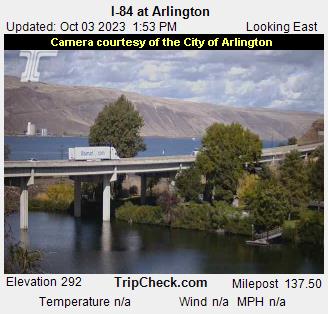 I-84 at Arlington
Updated: Oct 03 2023 1:53 PM Looking East
Camera courtesy of the City of Arlington
Elevation 292 TripCheck.com Milepost 137.50
Temperature n/a Wind n/a MPH n/a